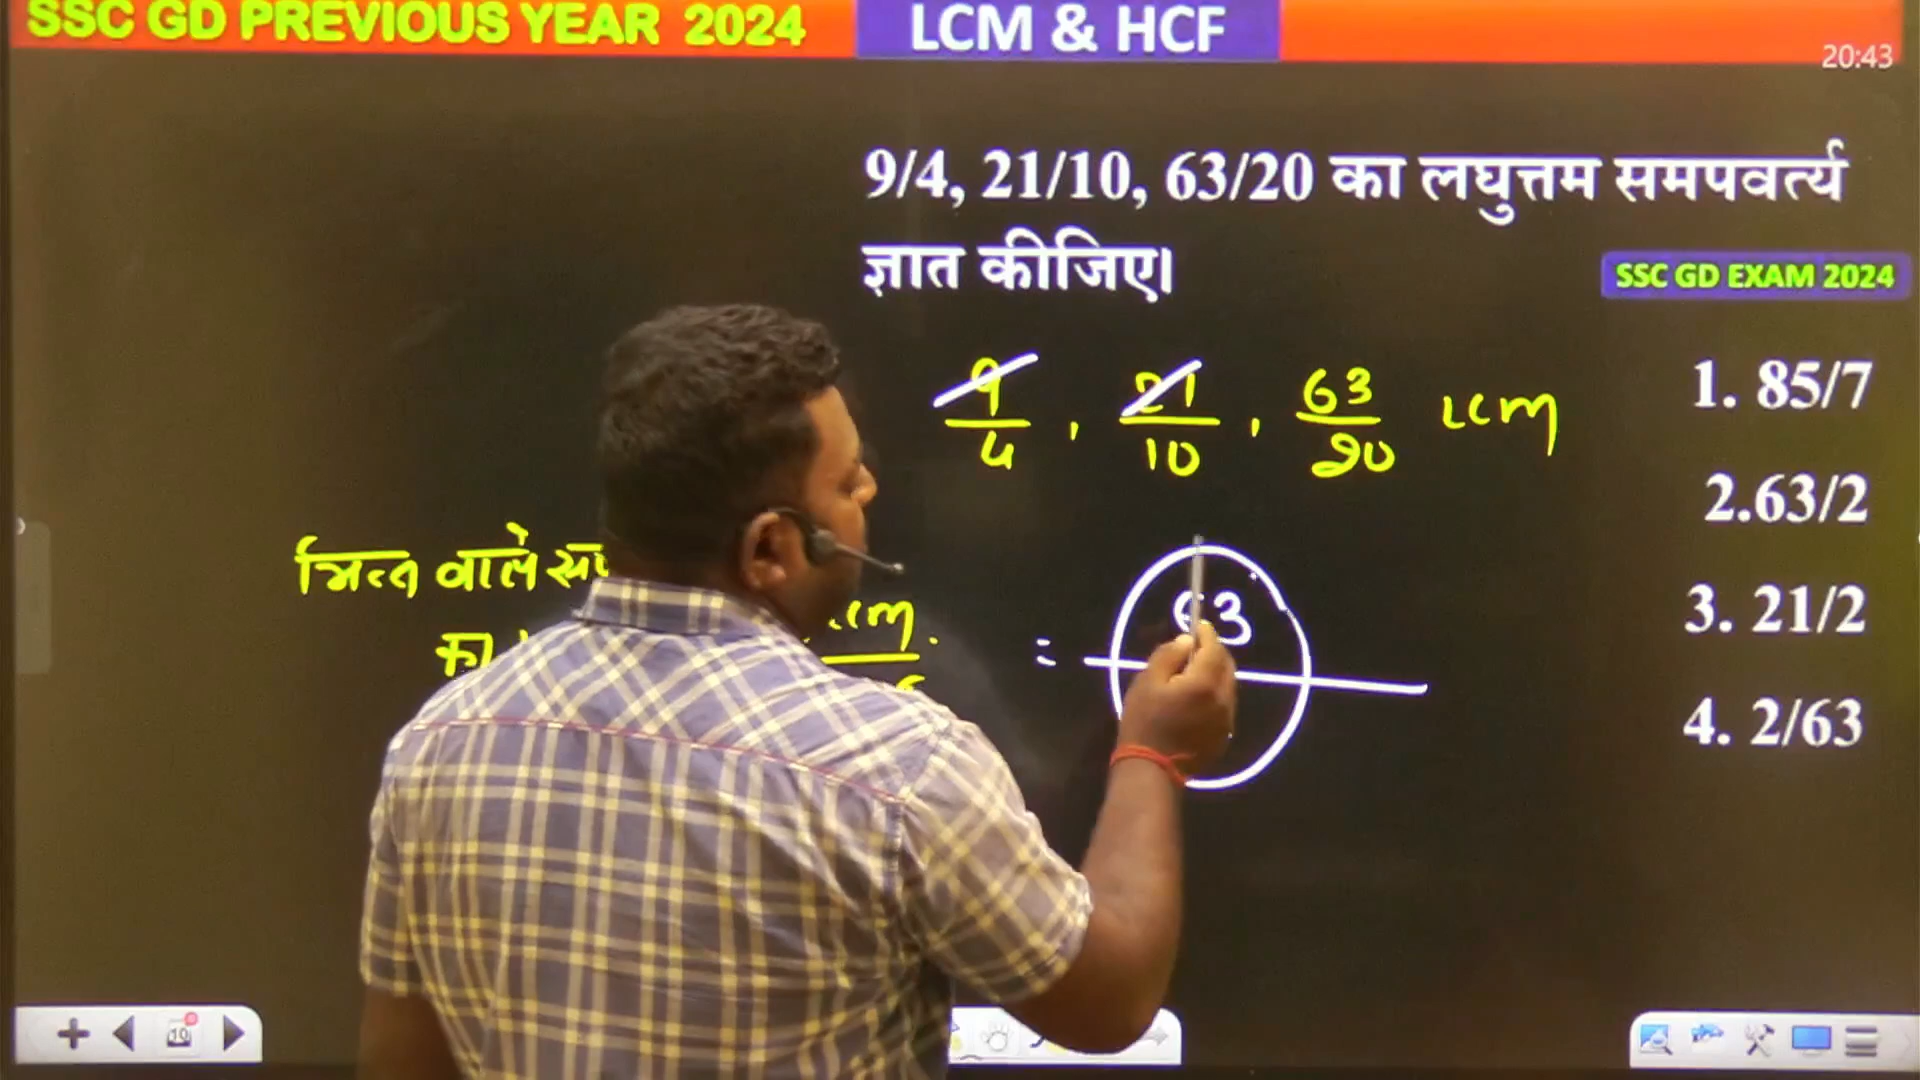 SSC GD PREVIOUS YEAR 2024
LCM & HCF
20:43
9/4, 21/10, 63/20 का लघुत्तम समपवर्त्य
ज्ञात कीजिए।
SSC GD EXAM 2024
9/4 , 21/10 , 63/20 LCM
1. 85/7
2.63/2
3. 21/2
4. 2/63
भिन्न वाले
का
= 63
10